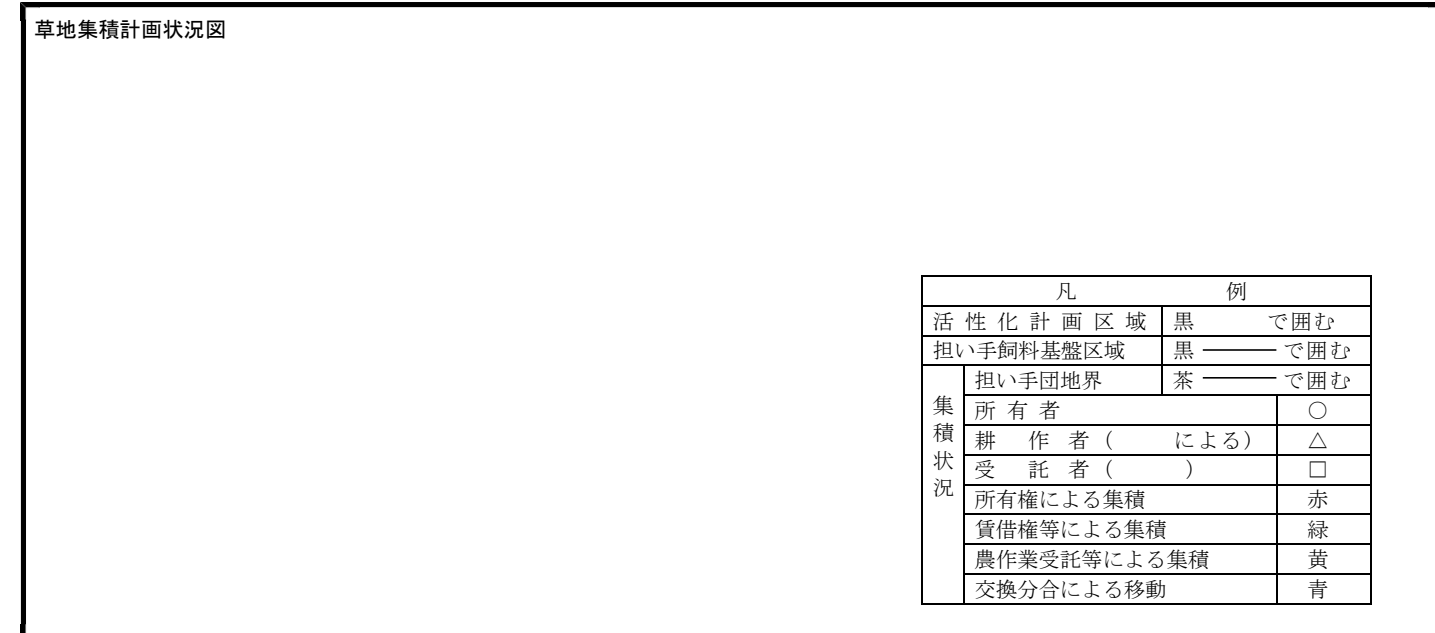 草地集積計画状況図
凡 例
活性化計画区域 黒 で囲む
担い手飼料基盤区域 黒 ――― で囲む
集積状況
担い手団地界 茶 ――― で囲む
所有者 ○
耕作者( による) △
受託者( ) □
所有権による集積 赤
賃借権等による集積 緑
農作業受託等による集積 黄
交換分合による移動 青